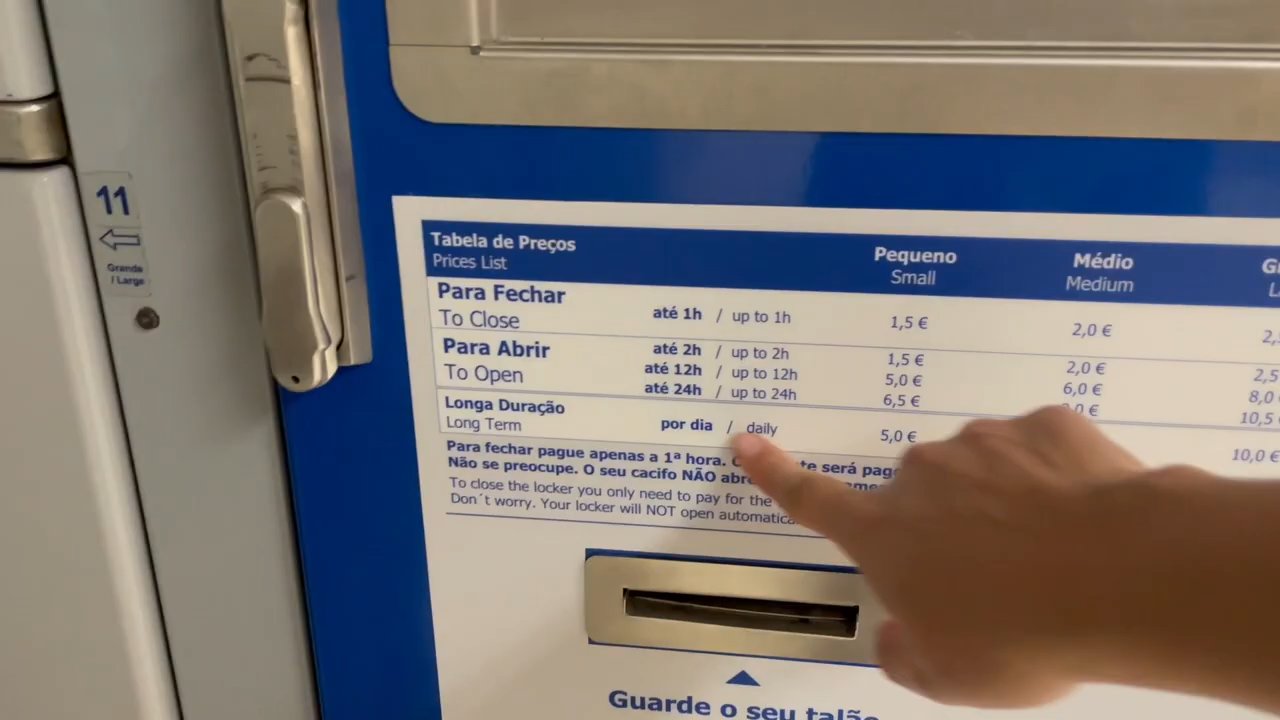 11
Grande
/ Large
Tabela de Preços
Prices List
Pequeno
Small
Médio
Medium
Para Fechar
To Close
até 1h / up to 1h 1,5 € 2,0 €
Para Abrir
To Open
até 2h / up to 2h 1,5 € 2,0 € 2,5
até 12h / up to 12h 5,0 € 6,0 € 8,0
até 24h / up to 24h 6,5 € 10,5
Longa Duração
Long Term
por dia / daily 5,0 € 10,0 €
Para fechar pague apenas a 1ª hora. será
Não se preocupe. O seu cacifo NÃO
To close the locker you only need to pay for the
Don´t worry. Your locker will NOT open
Guarde o seu talão